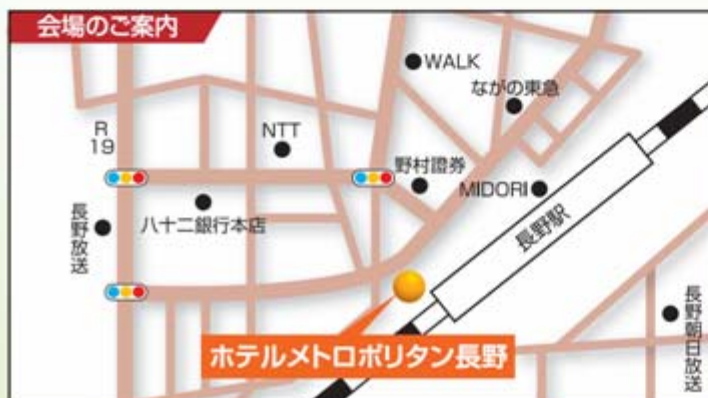 会場のご案内
WALK
ながの東急
R
19
NTT
野村證券
MIDORI
八十二銀行本店
長野放送
長野駅
長野朝日放送
ホテルメトロポリタン長野